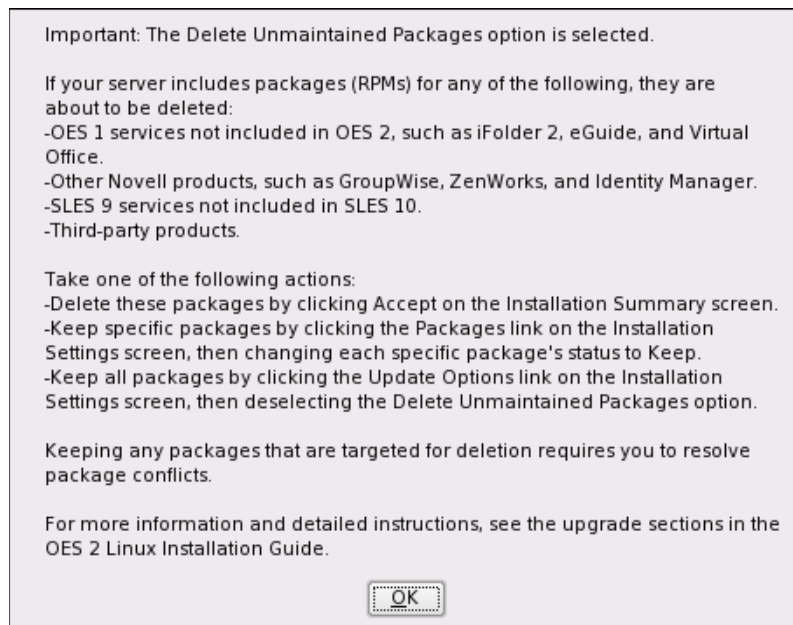 Important: The Delete Unmaintained Packages option is selected.
If your server includes packages (RPMs) for any of the following, they are
about to be deleted:
-OES 1 services not included in OES 2, such as iFolder 2, eGuide, and Virtual
Office.
-Other Novell products, such as GroupWise, ZenWorks, and Identity Manager.
-SLES 9 services not included in SLES 10.
-Third-party products.
Take one of the following actions:
-Delete these packages by clicking Accept on the Installation Summary screen.
-Keep specific packages by clicking the Packages link on the Installation
Settings screen, then changing each specific package's status to Keep.
-Keep all packages by clicking the Update Options link on the Installation
Settings screen, then deselecting the Delete Unmaintained Packages option.
Keeping any packages that are targeted for deletion requires you to resolve
package conflicts.
For more information and detailed instructions, see the upgrade sections in the
OES 2 Linux Installation Guide.
OK